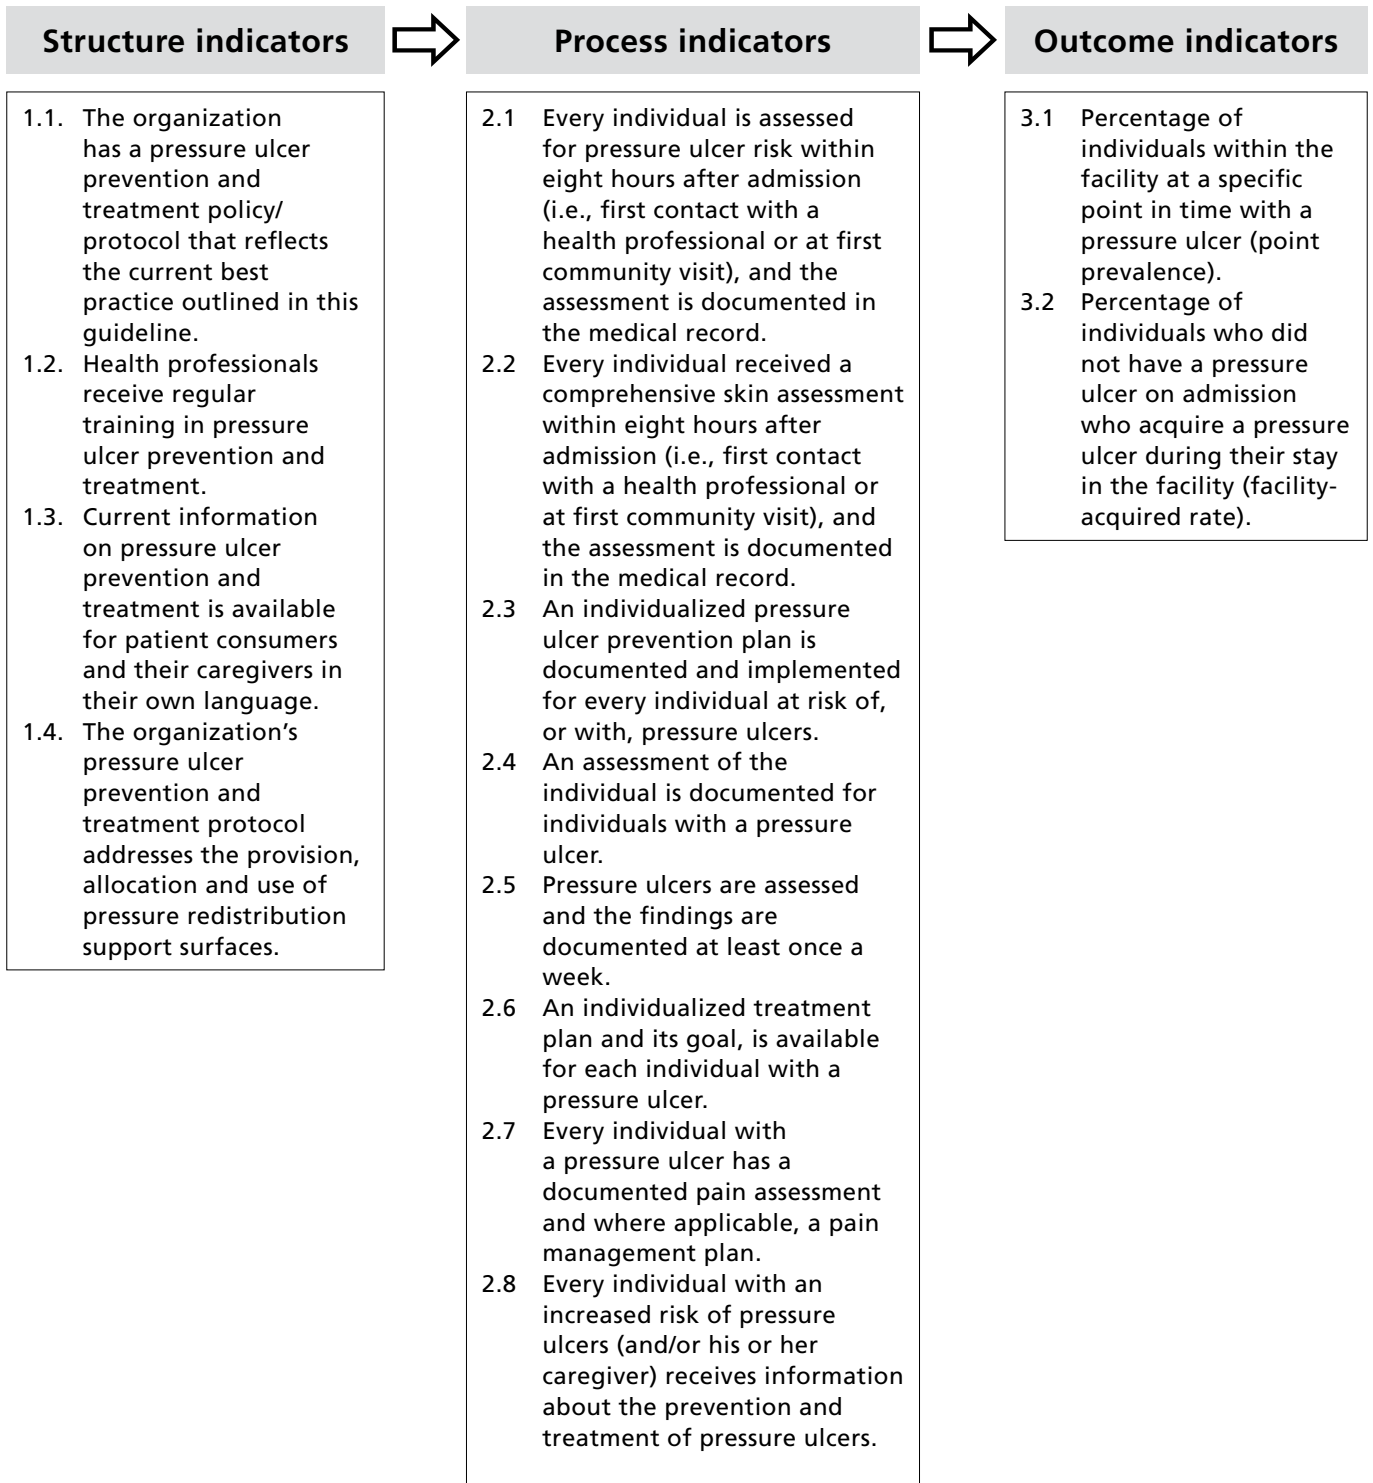 Structure indicators
Process indicators
Outcome indicators
1.1. The organization
has a pressure ulcer
prevention and
treatment policy/
protocol that reflects
the current best
practice outlined in this
guideline.
1.2. Health professionals
receive regular
training in pressure
ulcer prevention and
treatment.
1.3. Current information
on pressure ulcer
prevention and
treatment is available
for patient consumers
and their caregivers in
their own language.
1.4. The organization’s
pressure ulcer
prevention and
treatment protocol
addresses the provision,
allocation and use of
pressure redistribution
support surfaces.
2.1 Every individual is assessed
for pressure ulcer risk within
eight hours after admission
(i.e., first contact with a
health professional or at first
community visit), and the
assessment is documented in
the medical record.
2.2 Every individual received a
comprehensive skin assessment
within eight hours after
admission (i.e., first contact
with a health professional or
at first community visit), and
the assessment is documented
in the medical record.
2.3 An individualized pressure
ulcer prevention plan is
documented and implemented
for every individual at risk of,
or with, pressure ulcers.
2.4 An assessment of the
individual is documented for
individuals with a pressure
ulcer.
2.5 Pressure ulcers are assessed
and the findings are
documented at least once a
week.
2.6 An individualized treatment
plan and its goal, is available
for each individual with a
pressure ulcer.
2.7 Every individual with
a pressure ulcer has a
documented pain assessment
and where applicable, a pain
management plan.
2.8 Every individual with an
increased risk of pressure
ulcers (and/or his or her
caregiver) receives information
about the prevention and
treatment of pressure ulcers.
3.1 Percentage of
individuals within the
facility at a specific
point in time with a
pressure ulcer (point
prevalence).
3.2 Percentage of
individuals who did
not have a pressure
ulcer on admission
who acquire a pressure
ulcer during their stay
in the facility (facility-
acquired rate).